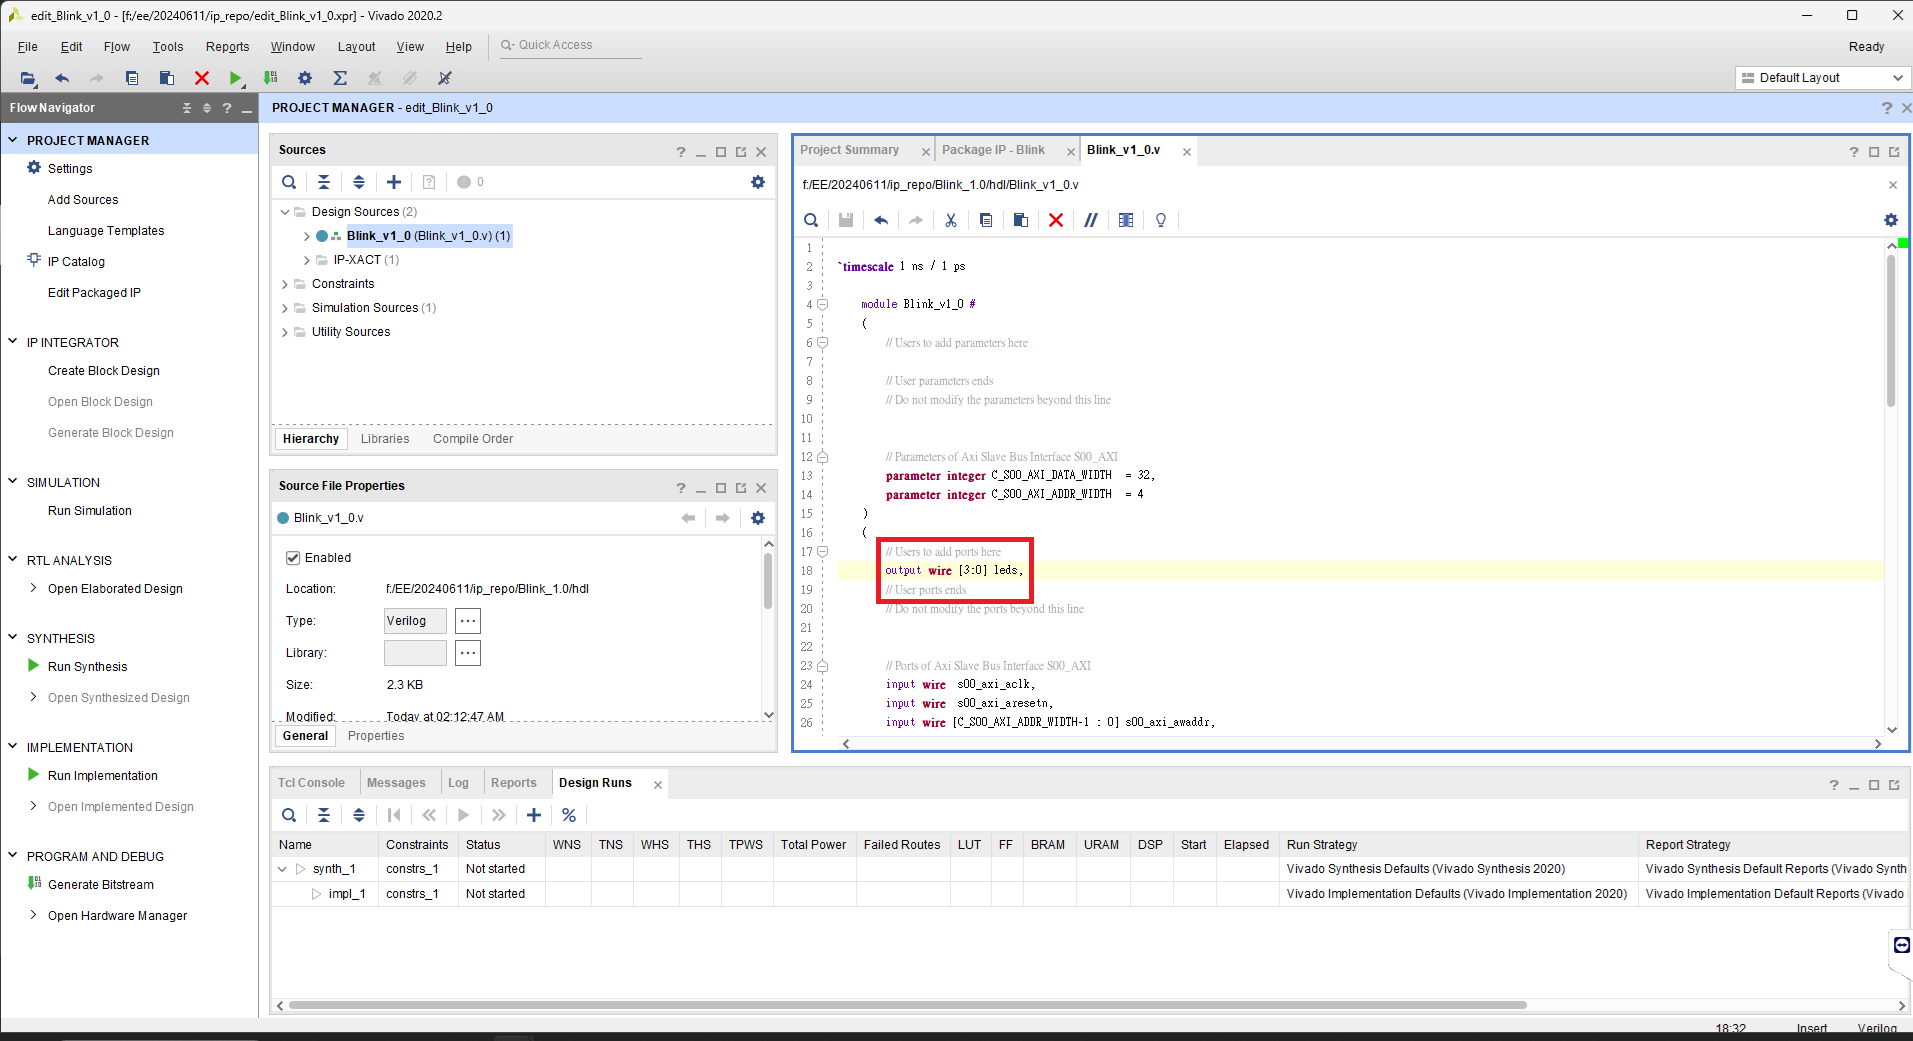 edit_Blink_v1_0 - [f:/ee/20240611/ip_repo/edit_Blink_v1_0.xpr] - Vivado 2020.2
File Edit Flow Tools Reports Window Layout View Help Quick Access
Ready
Default Layout
Flow Navigator
PROJECT MANAGER
Settings
Add Sources
Language Templates
IP Catalog
Edit Packaged IP
IP INTEGRATOR
Create Block Design
Open Block Design
Generate Block Design
SIMULATION
Run Simulation
RTL ANALYSIS
Open Elaborated Design
SYNTHESIS
Run Synthesis
Open Synthesized Design
IMPLEMENTATION
Run Implementation
Open Implemented Design
PROGRAM AND DEBUG
Generate Bitstream
Open Hardware Manager
PROJECT MANAGER - edit_Blink_v1_0
Sources
0
Design Sources (2)
Blink_v1_0 (Blink_v1_0.v) (1)
IP-XACT (1)
Constraints
Simulation Sources (1)
Utility Sources
Hierarchy Libraries Compile Order
Source File Properties
Blink_v1_0.v
Enabled
Location: f:/EE/20240611/ip_repo/Blink_1.0/hdl
Type: Verilog
Library:
Size: 2.3 KB
Modified: Today at 02:12:47 AM
General Properties
Project Summary Package IP - Blink Blink_v1_0.v
f:/EE/20240611/ip_repo/Blink_1.0/hdl/Blink_v1_0.v
1
2 `timescale 1 ns / 1 ps
3
4 module Blink_v1_0 #
5 (
6 // Users to add parameters here
7
8 // User parameters ends
9 // Do not modify the parameters beyond this line
10
11
12 // Parameters of Axi Slave Bus Interface S00_AXI
13 parameter integer C_S00_AXI_DATA_WIDTH = 32,
14 parameter integer C_S00_AXI_ADDR_WIDTH = 4
15 )
16 (
17 // Users to add ports here
18 output wire [3:0] leds,
19 // User ports ends
20 // Do not modify the ports beyond this line
21
22
23 // Ports of Axi Slave Bus Interface S00_AXI
24 input wire s00_axi_aclk,
25 input wire s00_axi_aresetn,
26 input wire [C_S00_AXI_ADDR_WIDTH-1 : 0] s00_axi_awaddr,
Tcl Console Messages Log Reports Design Runs
Name Constraints Status WNS TNS WHS THS TPWS Total Power Failed Routes LUT FF BRAM URAM DSP Start Elapsed Run Strategy Report Strategy
synth_1 constrs_1 Not started Vivado Synthesis Defaults (Vivado Synthesis 2020) Vivado Synthesis Default Reports (Vivado Synth
impl_1 constrs_1 Not started Vivado Implementation Defaults (Vivado Implementation 2020) Vivado Implementation Default Reports (Vivado
18:32 Insert Verilog